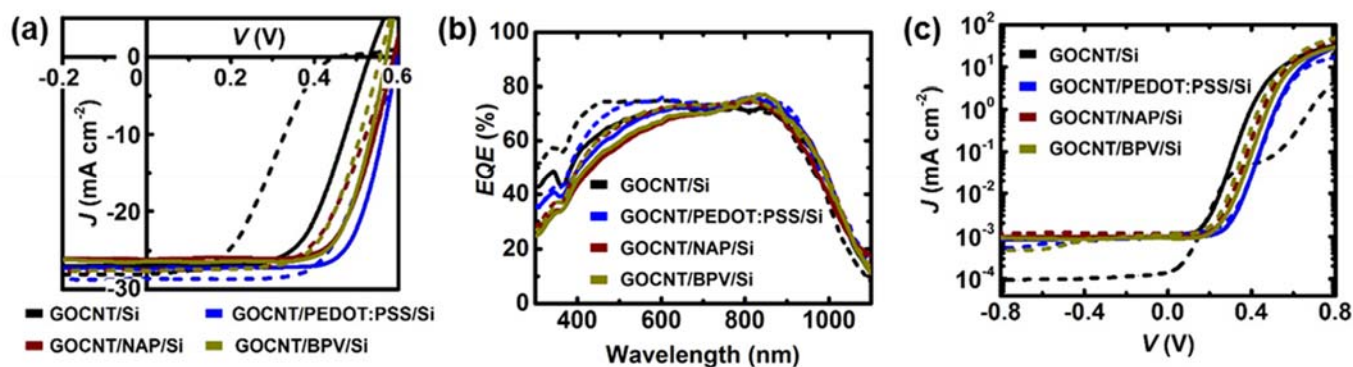 (a)
V (V)
-0.2 0 0.2 0.6
0
-10
-20
-30
J (mA cm⁻²)
GOCNT/Si GOCNT/PEDOT:PSS/Si
GOCNT/NAP/Si GOCNT/BPV/Si
(b)
100
80
60
40
20
0
EQE (%)
GOCNT/Si
GOCNT/PEDOT:PSS/Si
GOCNT/NAP/Si
GOCNT/BPV/Si
400 600 800 1000
Wavelength (nm)
(c)
10²
10¹
10⁰
10⁻¹
10⁻²
10⁻³
10⁻⁴
J (mA cm⁻²)
GOCNT/Si
GOCNT/PEDOT:PSS/Si
GOCNT/NAP/Si
GOCNT/BPV/Si
-0.8 -0.4 0.0 0.4 0.8
V (V)